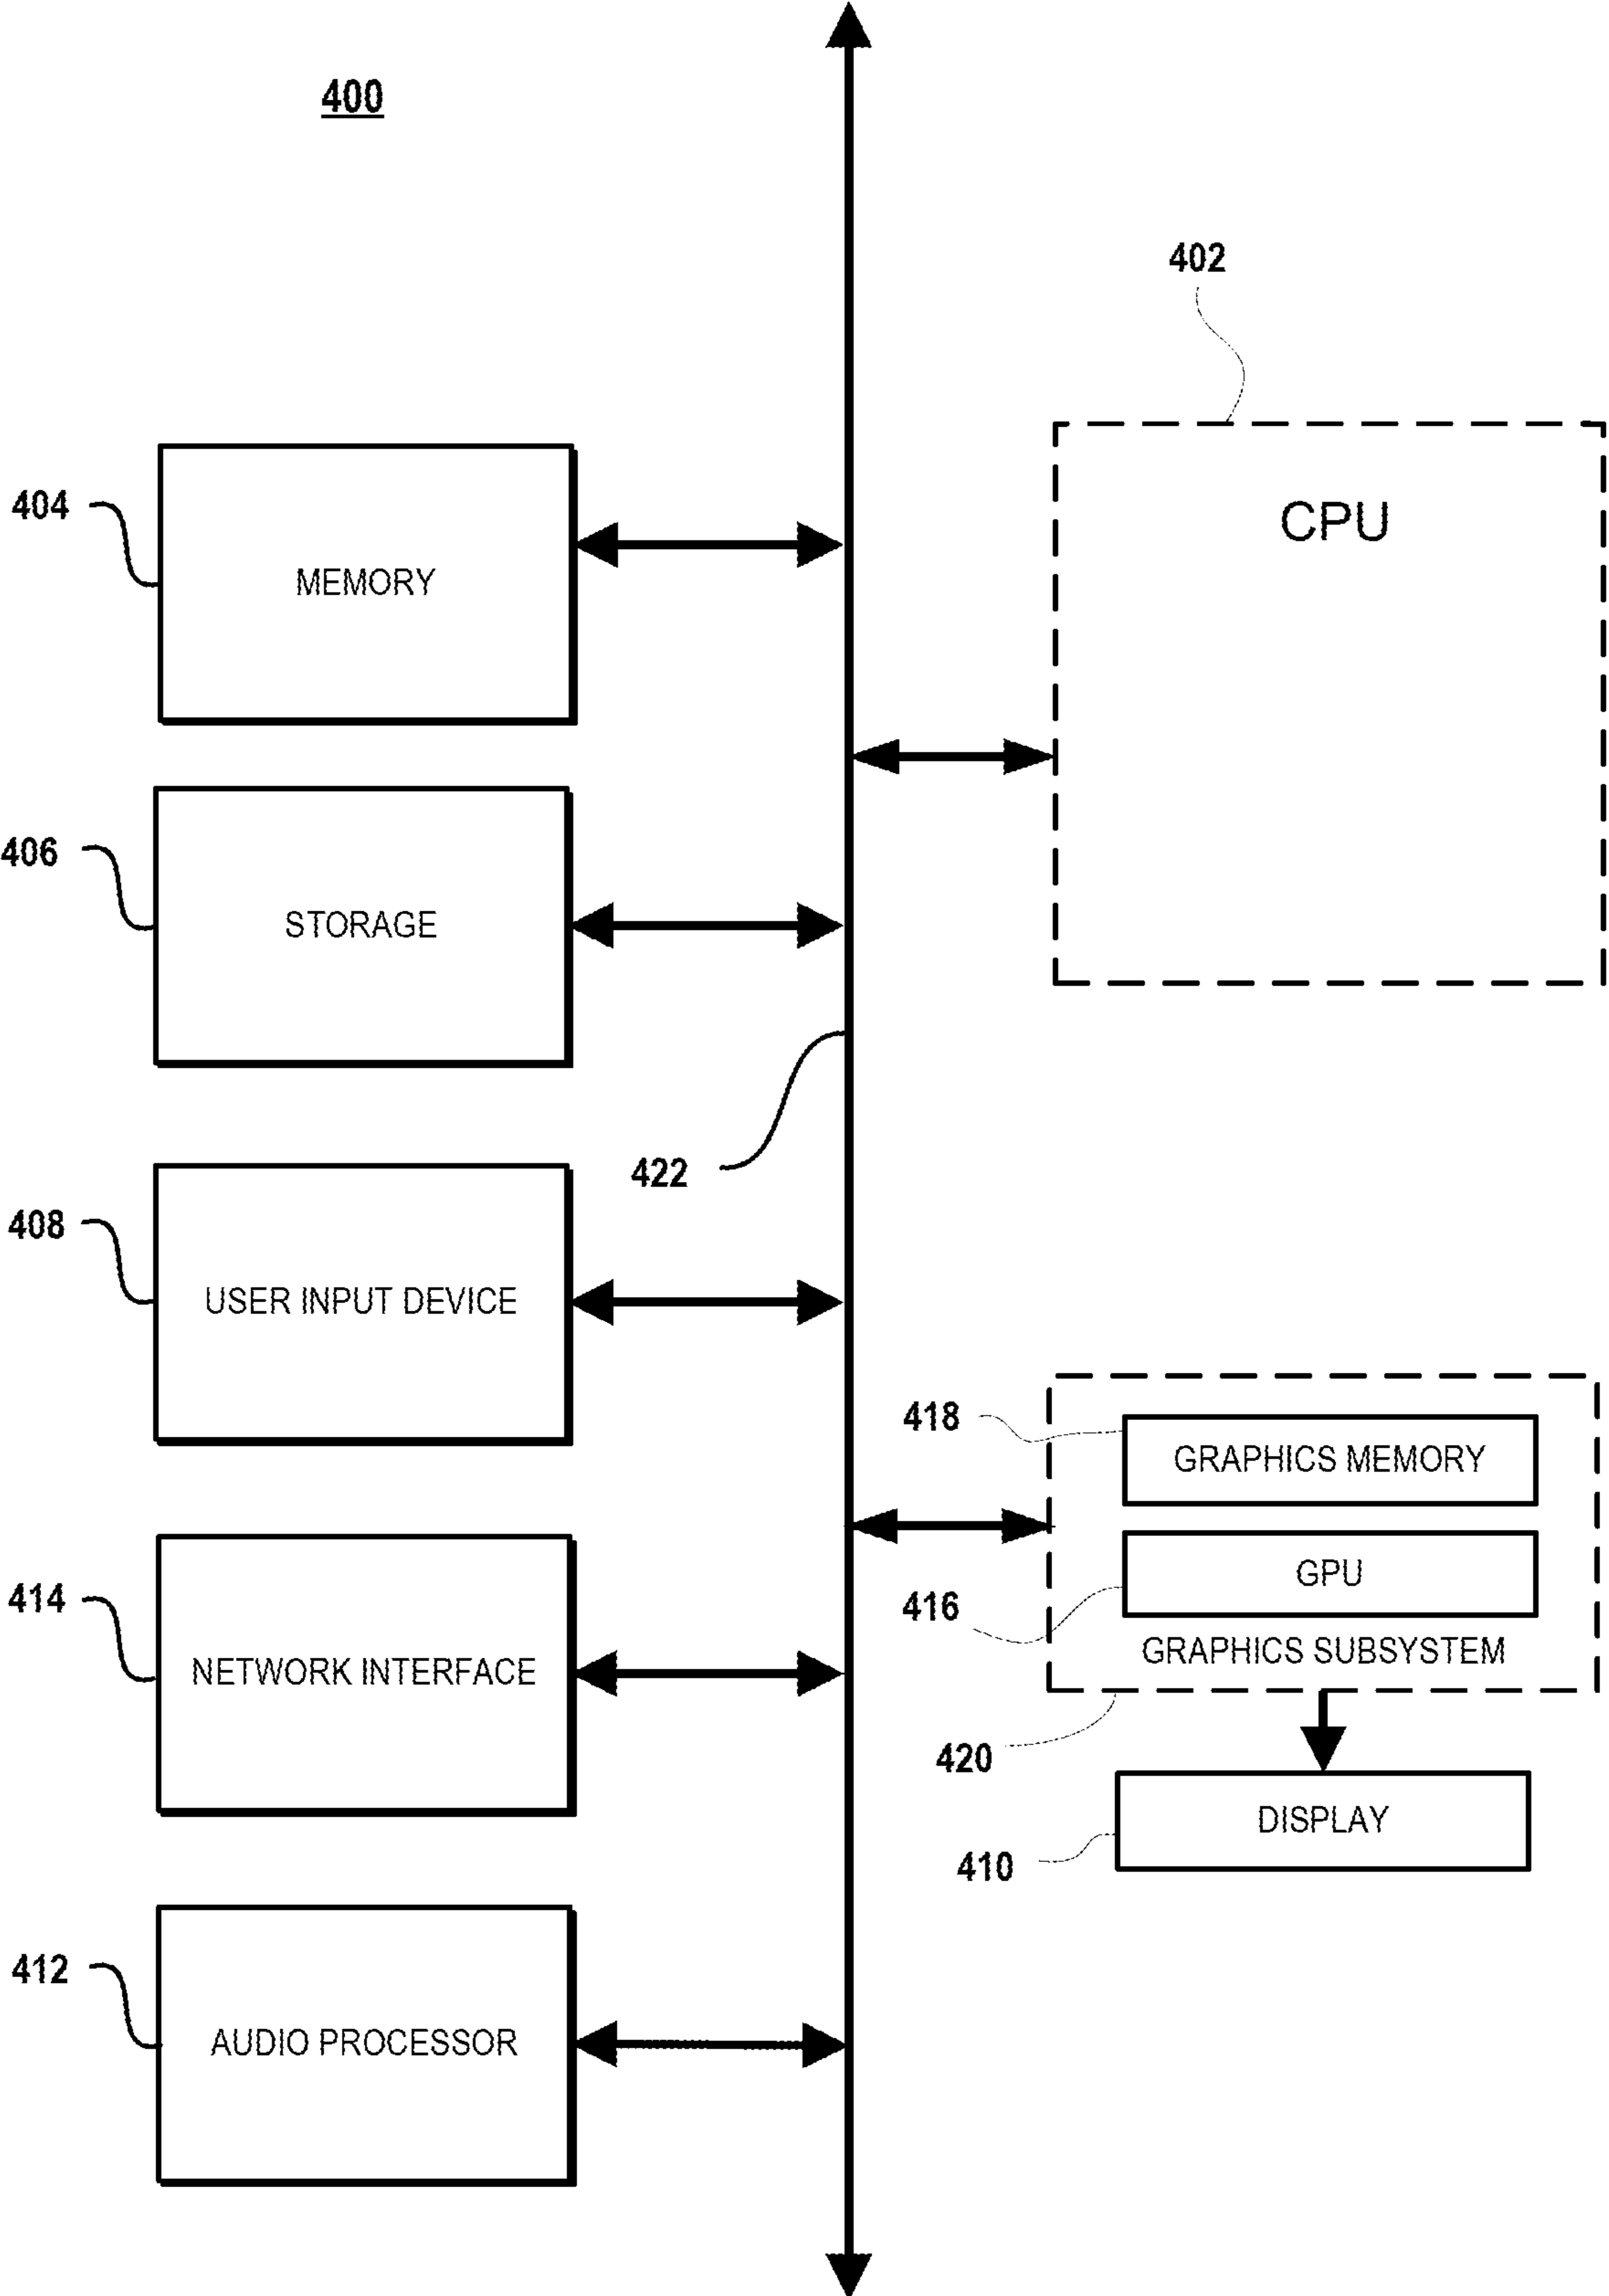 400
402
CPU
404
MEMORY
406
STORAGE
422
408
USER INPUT DEVICE
418
GRAPHICS MEMORY
GPU
416
GRAPHICS SUBSYSTEM
414
NETWORK INTERFACE
420
DISPLAY
410
412
AUDIO PROCESSOR